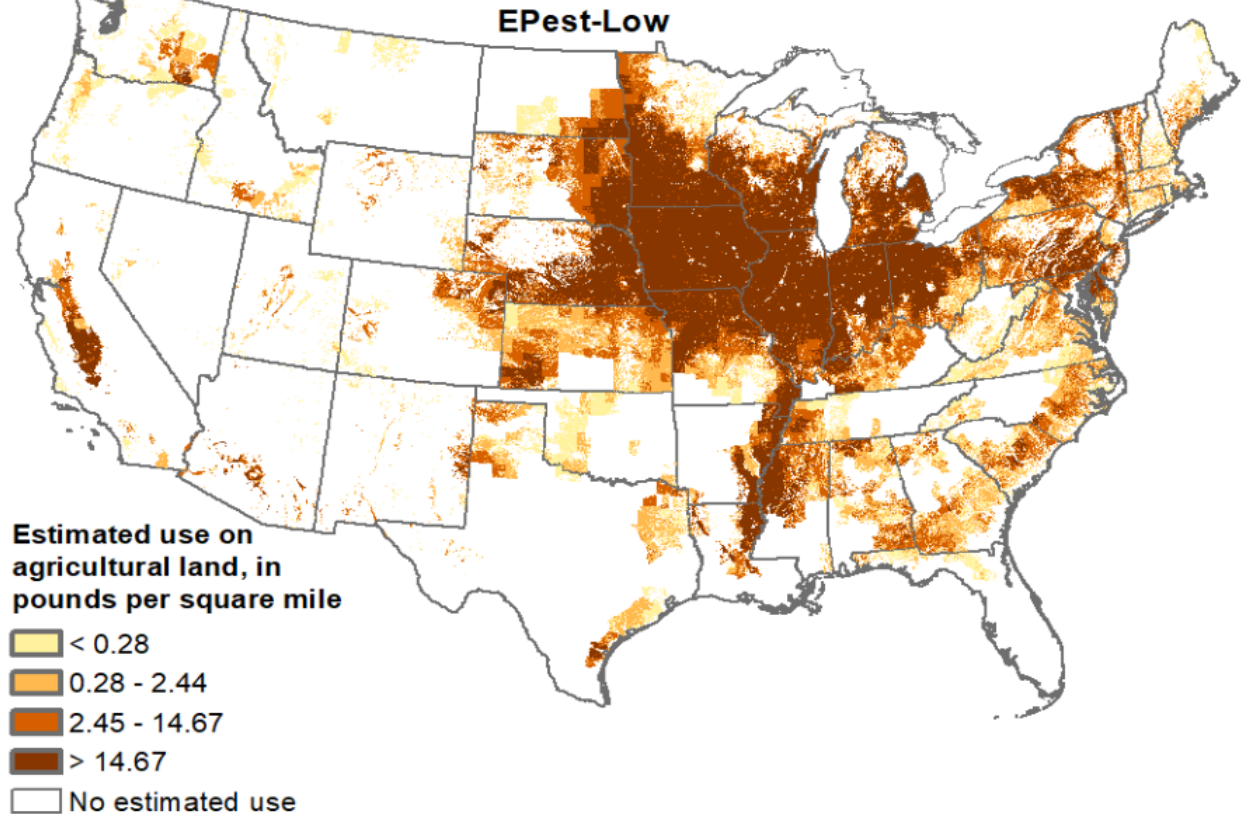 EPest-Low
Estimated use on
agricultural land, in
pounds per square mile
< 0.28
0.28 - 2.44
2.45 - 14.67
> 14.67
No estimated use